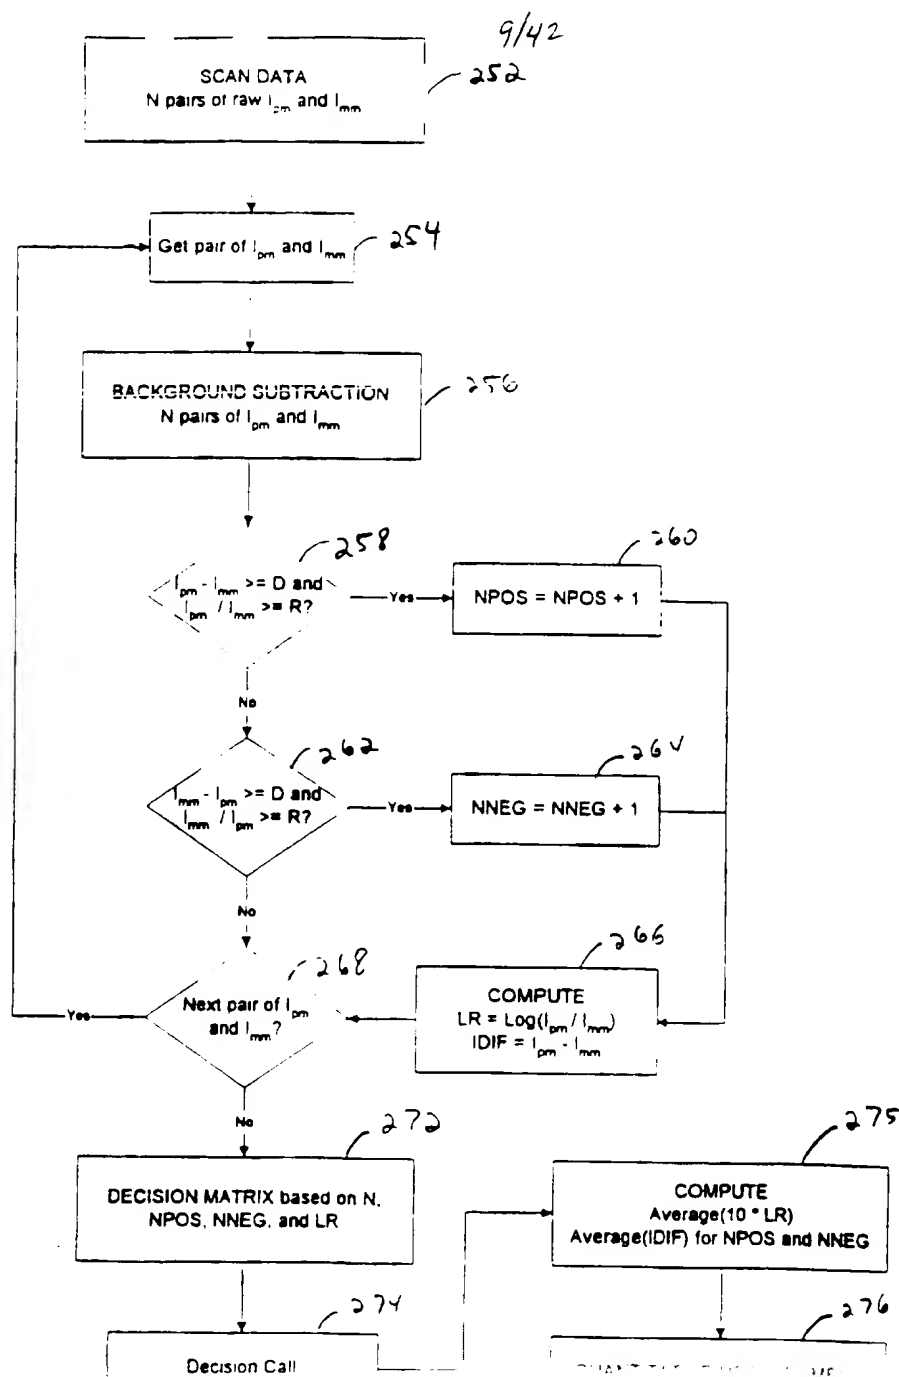 9/42
SCAN DATA
N pairs of raw Ipm and Imm
252
Get pair of Ipm and Imm
254
BACKGROUND SUBTRACTION
N pairs of Ipm and Imm
256
258
Ipm - Imm >= D and
Ipm / Imm >= R?
Yes
260
NPOS = NPOS + 1
No
262
Imm - Ipm >= D and
Imm / Ipm >= R?
Yes
264
NNEG = NNEG + 1
No
268
Next pair of Ipm
and Imm?
Yes
266
COMPUTE
LR = Log(Ipm / Imm)
IDIF = Ipm - Imm
No
272
DECISION MATRIX based on N,
NPOS, NNEG, and LR
275
COMPUTE
Average(10 * LR)
Average(IDIF) for NPOS and NNEG
274
Decision Call
276